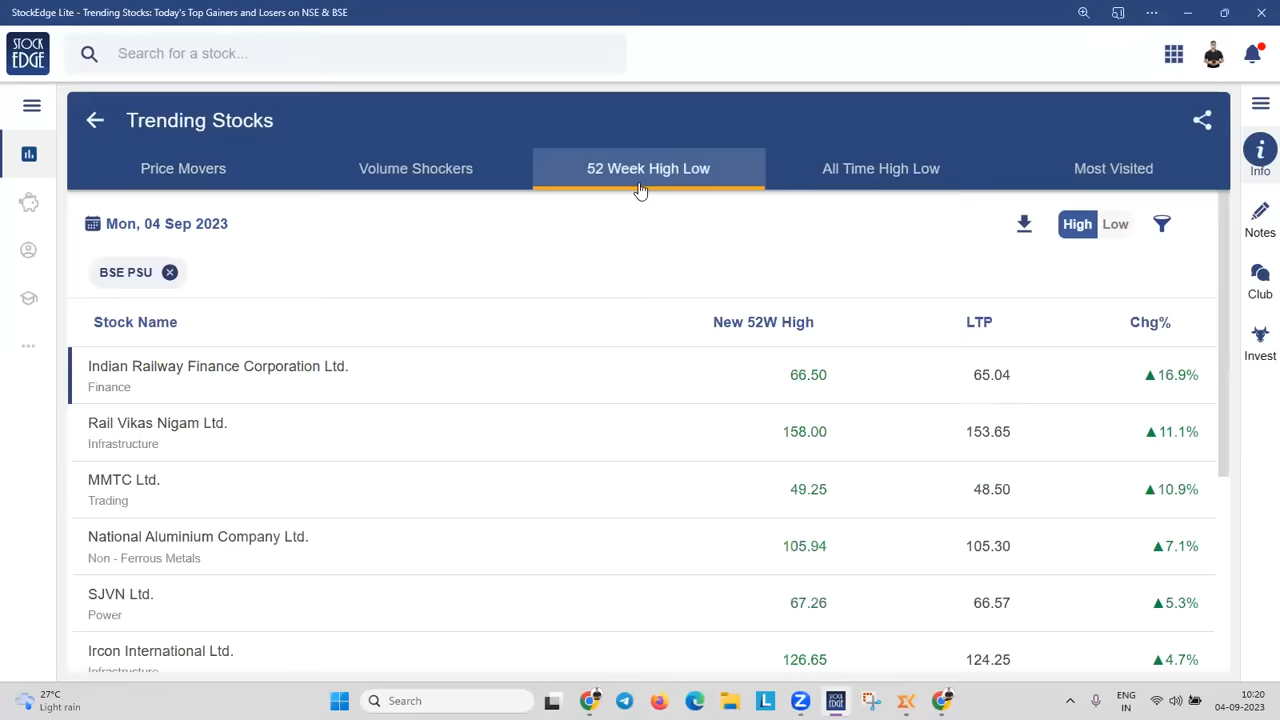 StockEdge Lite - Trending Stocks: Today's Top Gainers and Losers on NSE & BSE
STOCK EDGE
Search for a stock...
Trending Stocks
Price Movers Volume Shockers 52 Week High Low All Time High Low Most Visited
Mon, 04 Sep 2023
High Low
BSE PSU
Stock Name New 52W High LTP Chg%
Indian Railway Finance Corporation Ltd. 66.50 65.04 ▲16.9%
Finance
Rail Vikas Nigam Ltd. 158.00 153.65 ▲11.1%
Infrastructure
MMTC Ltd. 49.25 48.50 ▲10.9%
Trading
National Aluminium Company Ltd. 105.94 105.30 ▲7.1%
Non - Ferrous Metals
SJVN Ltd. 67.26 66.57 ▲5.3%
Power
Ircon International Ltd. 126.65 124.25 ▲4.7%
Infrastructure
Info
Notes
Club
Invest
27°C
Light rain
Search
ENG
IN
10:20
04-09-2023